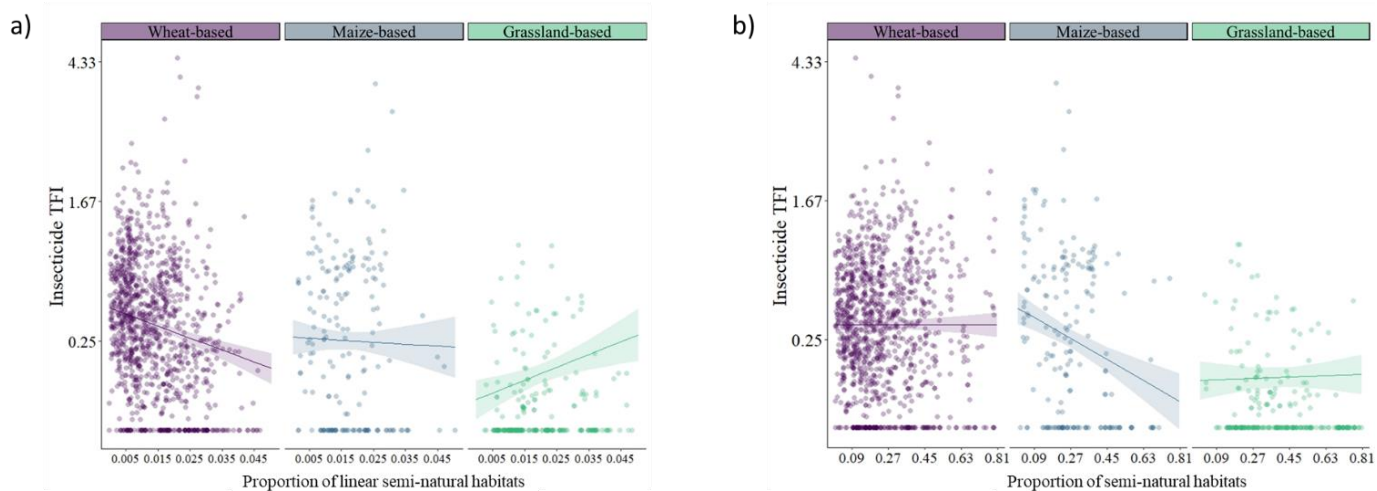 a)
Wheat-based Maize-based Grassland-based
4.33
1.67
0.25
Insecticide TFI
0.005 0.015 0.025 0.035 0.045 0.005 0.015 0.025 0.035 0.045 0.005 0.015 0.025 0.035 0.045
Proportion of linear semi-natural habitats
b)
Wheat-based Maize-based Grassland-based
4.33
1.67
0.25
Insecticide TFI
0.09 0.27 0.45 0.63 0.81 0.09 0.27 0.45 0.63 0.81 0.09 0.27 0.45 0.63 0.81
Proportion of semi-natural habitats